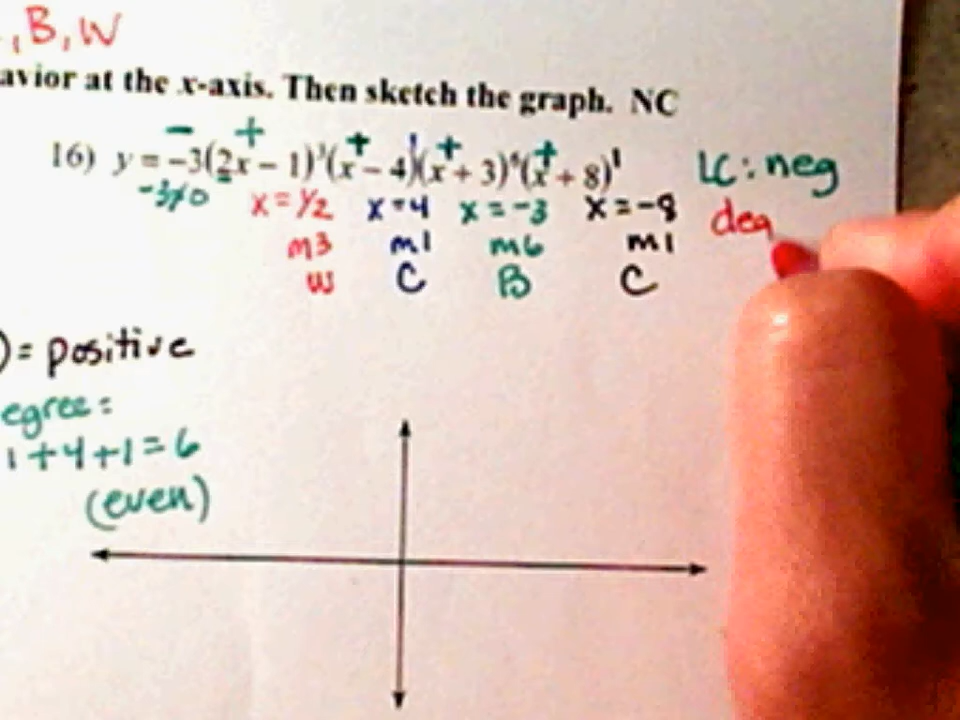 , B, W
avior at the x-axis. Then sketch the graph. NC
− + + + +
16) y = −3(2x − 1)³(x − 4)¹(x + 3)⁶(x + 8)¹ LC: neg
-3≠0 x=1/2 x=4 x=-3 x=-8 deg
m3 m1 m6 m1
W C B C
)= positive
egree:
1+4+1=6
(even)